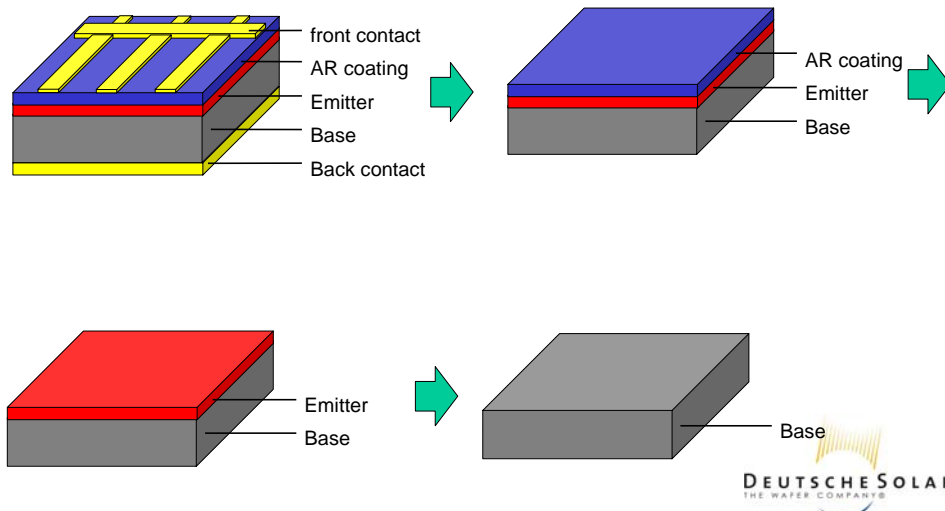 front contact
AR coating
Emitter
Base
Back contact
AR coating
Emitter
Base
Emitter
Base
Base
DEUTSCHE SOLAR
THE WAFER COMPANY®